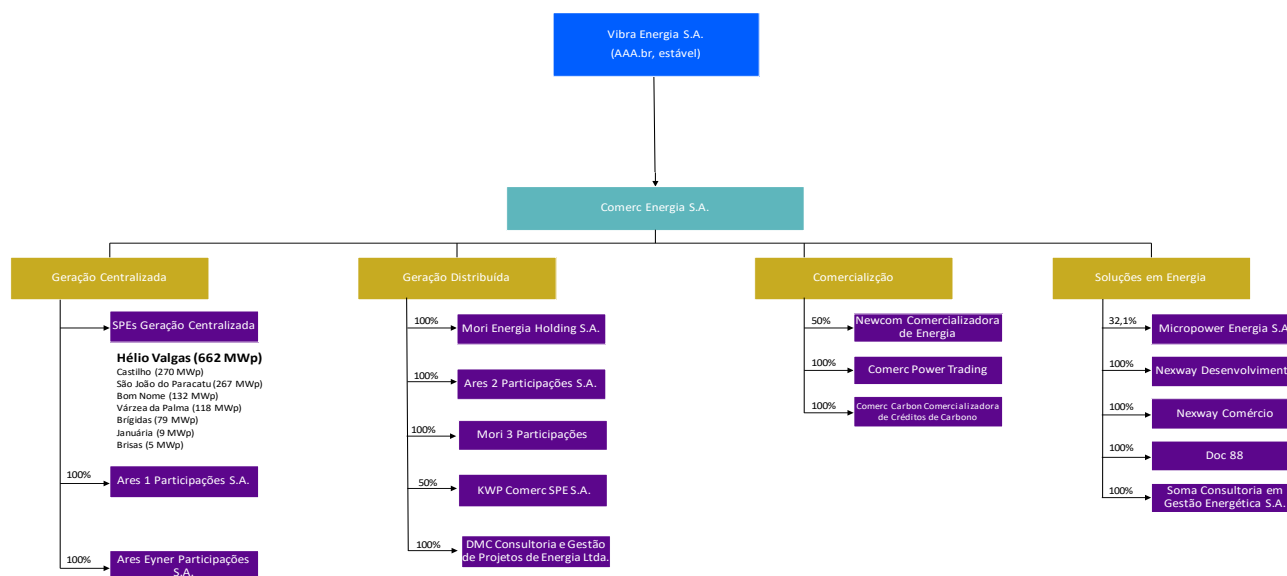 Vibra Energia S.A.
(AAA.br, estável)
Comerc Energia S.A.
Geração Centralizada
SPEs Geração Centralizada
Hélio Valgas (662 MWp)
Castilho (270 MWp)
São João do Paracatu (267 MWp)
Bom Nome (132 MWp)
Várzea da Palma (118 MWp)
Brígidas (79 MWp)
Januária (9 MWp)
Brisas (5 MWp)
100%
Ares 1 Participações S.A.
100%
Ares Eyner Participações
S.A.
Geração Distribuída
100%
Mori Energia Holding S.A.
100%
Ares 2 Participações S.A.
100%
Mori 3 Participações
50%
KWP Comerc SPE S.A.
100%
DMC Consultoria e Gestão
de Projetos de Energia Ltda.
Comercializção
50%
Newcom Comercializadora
de Energia
100%
Comerc Power Trading
100%
Comerc Carbon Comercializadora
de Créditos de Carbono
Soluções em Energia
32,1%
Micropower Energia S.A
100%
Nexway Desenvolviment
100%
Nexway Comércio
100%
Doc 88
100%
Soma Consultoria em
Gestão Energética S.A.